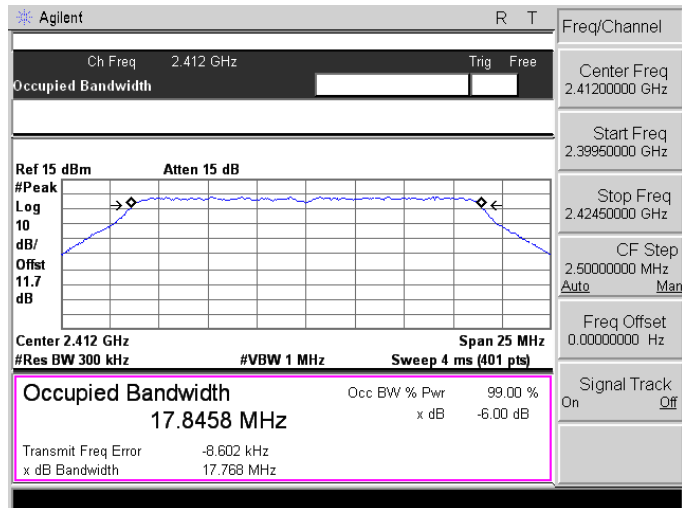 Agilent R T
Ch Freq 2.412 GHz Trig Free
Occupied Bandwidth
Ref 15 dBm Atten 15 dB
#Peak
Log
10
dB/
Offst
11.7
dB
Center 2.412 GHz Span 25 MHz
#Res BW 300 kHz #VBW 1 MHz Sweep 4 ms (401 pts)
Occupied Bandwidth Occ BW % Pwr 99.00 %
17.8458 MHz x dB -6.00 dB
Transmit Freq Error -8.602 kHz
x dB Bandwidth 17.768 MHz
Freq/Channel
Center Freq
2.41200000 GHz
Start Freq
2.39950000 GHz
Stop Freq
2.42450000 GHz
CF Step
2.50000000 MHz
Auto Man
Freq Offset
0.00000000 Hz
Signal Track
On Off